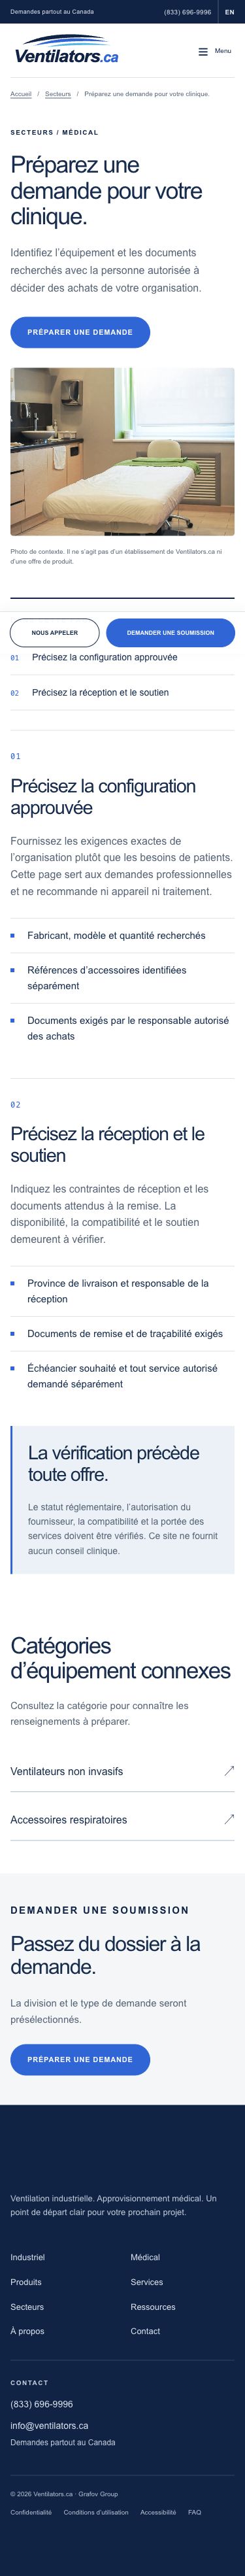 Demandes partout au Canada
(833) 696-9996
EN
Ventilators.ca
Menu
Accueil / Secteurs / Préparez une demande pour votre clinique.
SECTEURS / MÉDICAL
Préparez une
demande pour votre
clinique.
Identifiez l’équipement et les documents
recherchés avec la personne autorisée à
décider des achats de votre organisation.
PRÉPARER UNE DEMANDE
Photo de contexte. Il ne s’agit pas d’un établissement de Ventilators.ca ni
d’une offre de produit.
NOUS APPELER
DEMANDER UNE SOUMISSION
01 Précisez la configuration approuvée
02 Précisez la réception et le soutien
01
Précisez la configuration
approuvée
Fournissez les exigences exactes de
l’organisation plutôt que les besoins de patients.
Cette page sert aux demandes professionnelles
et ne recommande ni appareil ni traitement.
Fabricant, modèle et quantité recherchés
Références d’accessoires identifiées
séparément
Documents exigés par le responsable autorisé
des achats
02
Précisez la réception et le
soutien
Indiquez les contraintes de réception et les
documents attendus à la remise. La
disponibilité, la compatibilité et le soutien
demeurent à vérifier.
Province de livraison et responsable de la
réception
Documents de remise et de traçabilité exigés
Échéancier souhaité et tout service autorisé
demandé séparément
La vérification précède
toute offre.
Le statut réglementaire, l’autorisation du
fournisseur, la compatibilité et la portée des
services doivent être vérifiés. Ce site ne fournit
aucun conseil clinique.
Catégories
d’équipement connexes
Consultez la catégorie pour connaître les
renseignements à préparer.
Ventilateurs non invasifs
Accessoires respiratoires
DEMANDER UNE SOUMISSION
Passez du dossier à la
demande.
La division et le type de demande seront
présélectionnés.
PRÉPARER UNE DEMANDE
Ventilation industrielle. Approvisionnement médical. Un
point de départ clair pour votre prochain projet.
Industriel
Médical
Produits
Services
Secteurs
Ressources
À propos
Contact
CONTACT
(833) 696-9996
info@ventilators.ca
Demandes partout au Canada
© 2026 Ventilators.ca · Grafov Group
Confidentialité
Conditions d’utilisation
Accessibilité
FAQ